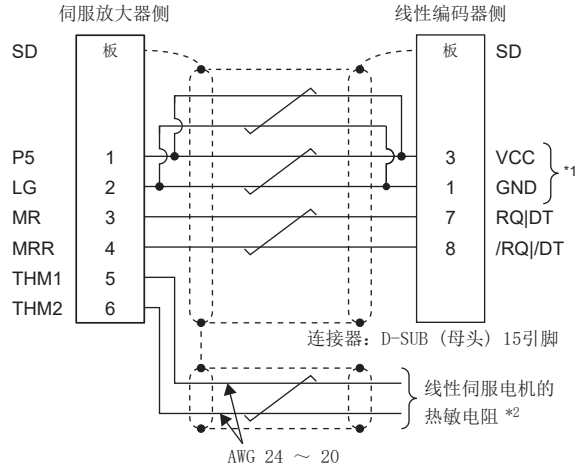 伺服放大器侧 线性编码器侧
SD 板 板 SD
P5 1 3 VCC
*1
LG 2 1 GND
MR 3 7 RQ|DT
MRR 4 8 /RQ|/DT
THM1 5
THM2 6
连接器：D-SUB (母头) 15引脚
线性伺服电机的
热敏电阻 *2
AWG 24 ～ 20